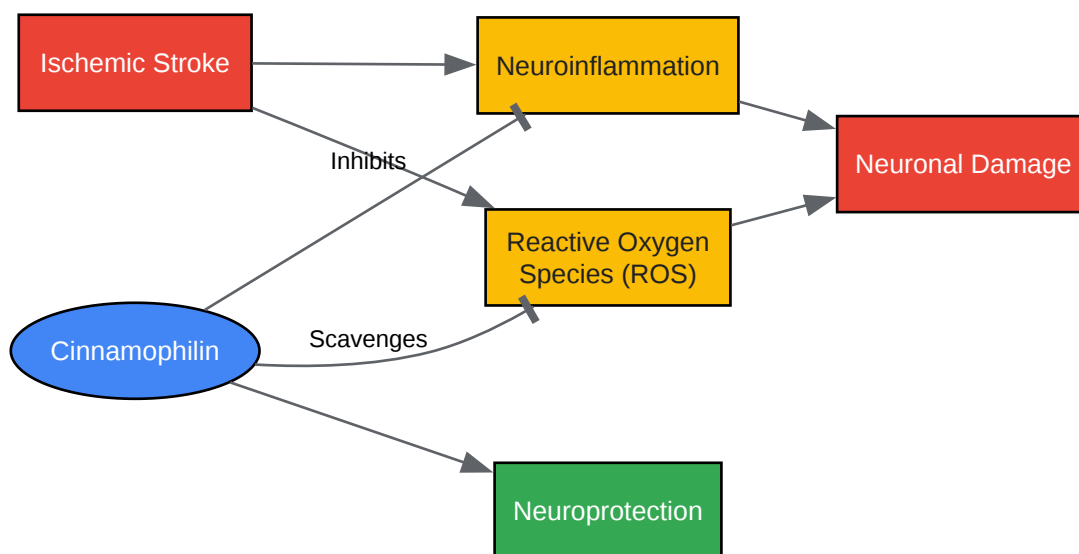 Ischemic Stroke
Neuroinflammation
Inhibits
Neuronal Damage
Reactive Oxygen
Species (ROS)
Scavenges
Cinnamophilin
Neuroprotection